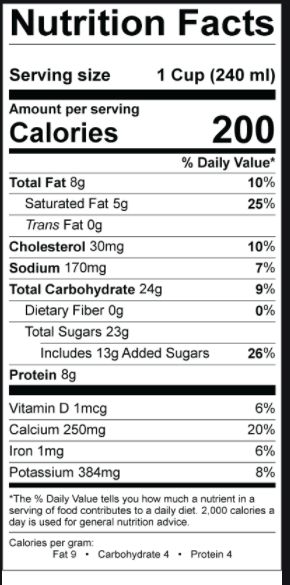 Nutrition Facts
Serving size 1 Cup (240 ml)
Amount per serving
Calories 200
% Daily Value*
Total Fat 8g 10%
Saturated Fat 5g 25%
Trans Fat 0g
Cholesterol 30mg 10%
Sodium 170mg 7%
Total Carbohydrate 24g 9%
Dietary Fiber 0g 0%
Total Sugars 23g
Includes 13g Added Sugars 26%
Protein 8g
Vitamin D 1mcg 6%
Calcium 250mg 20%
Iron 1mg 6%
Potassium 384mg 8%
*The % Daily Value tells you how much a nutrient in a
serving of food contributes to a daily diet. 2,000 calories a
day is used for general nutrition advice.
Calories per gram:
Fat 9 • Carbohydrate 4 • Protein 4